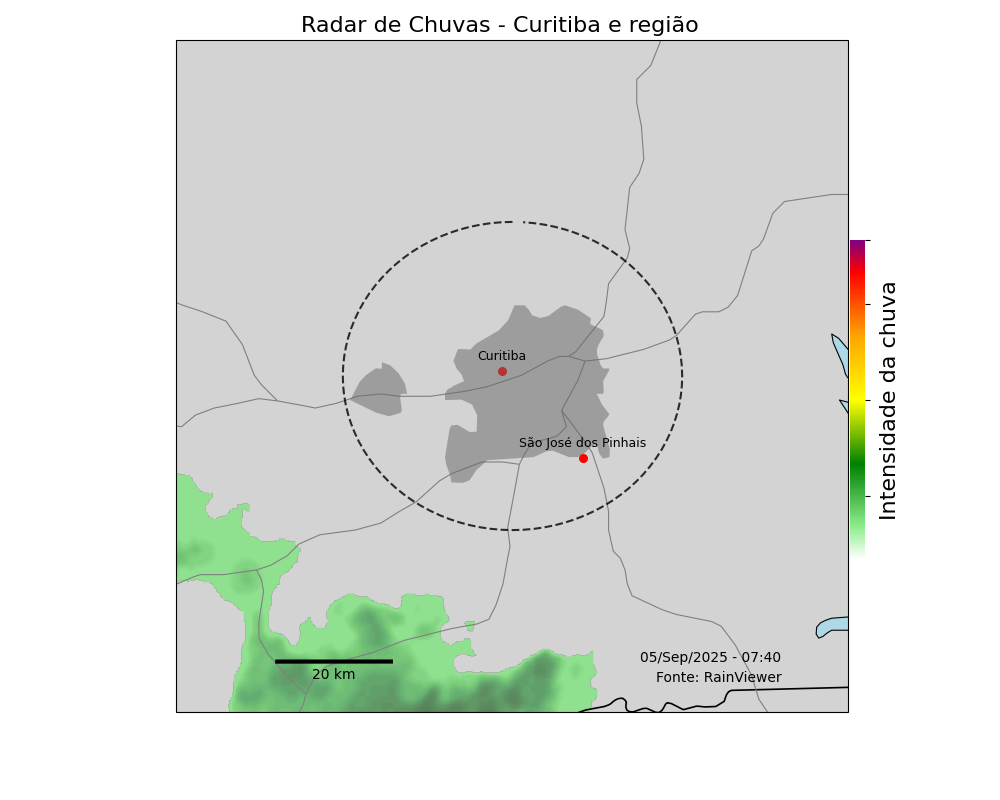 Radar de Chuvas - Curitiba e região
Curitiba
São José dos Pinhais
Intensidade da chuva
20 km
05/Sep/2025 - 07:40
Fonte: RainViewer